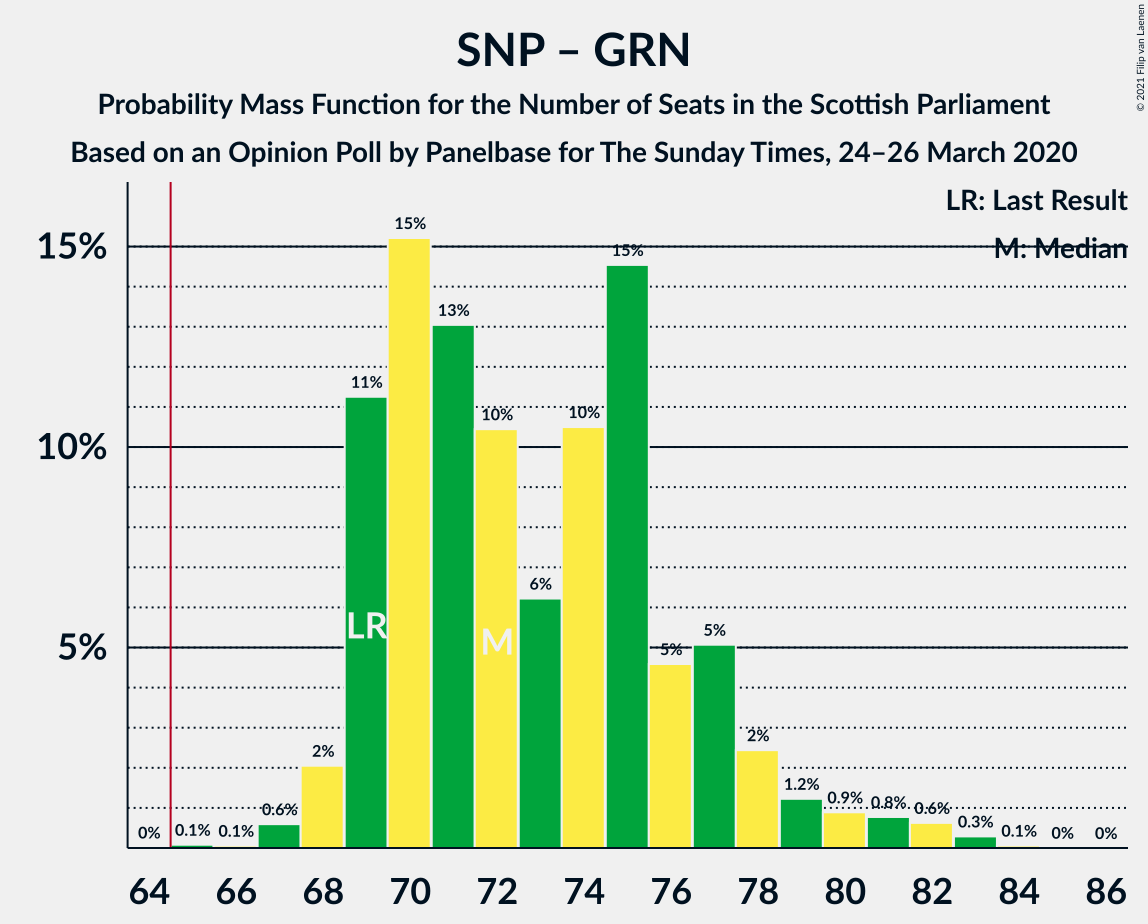 SNP – GRN
Probability Mass Function for the Number of Seats in the Scottish Parliament
Based on an Opinion Poll by Panelbase for The Sunday Times, 24–26 March 2020
© 2021 Filip van Laenen
LR: Last Result
M: Median
15%
10%
5%
0%
0.1%
0.1%
0.6%
2%
11%
15%
13%
10%
6%
10%
15%
5%
5%
2%
1.2%
0.9%
0.8%
0.6%
0.3%
0.1%
0%
0%
LR
M
64 66 68 70 72 74 76 78 80 82 84 86